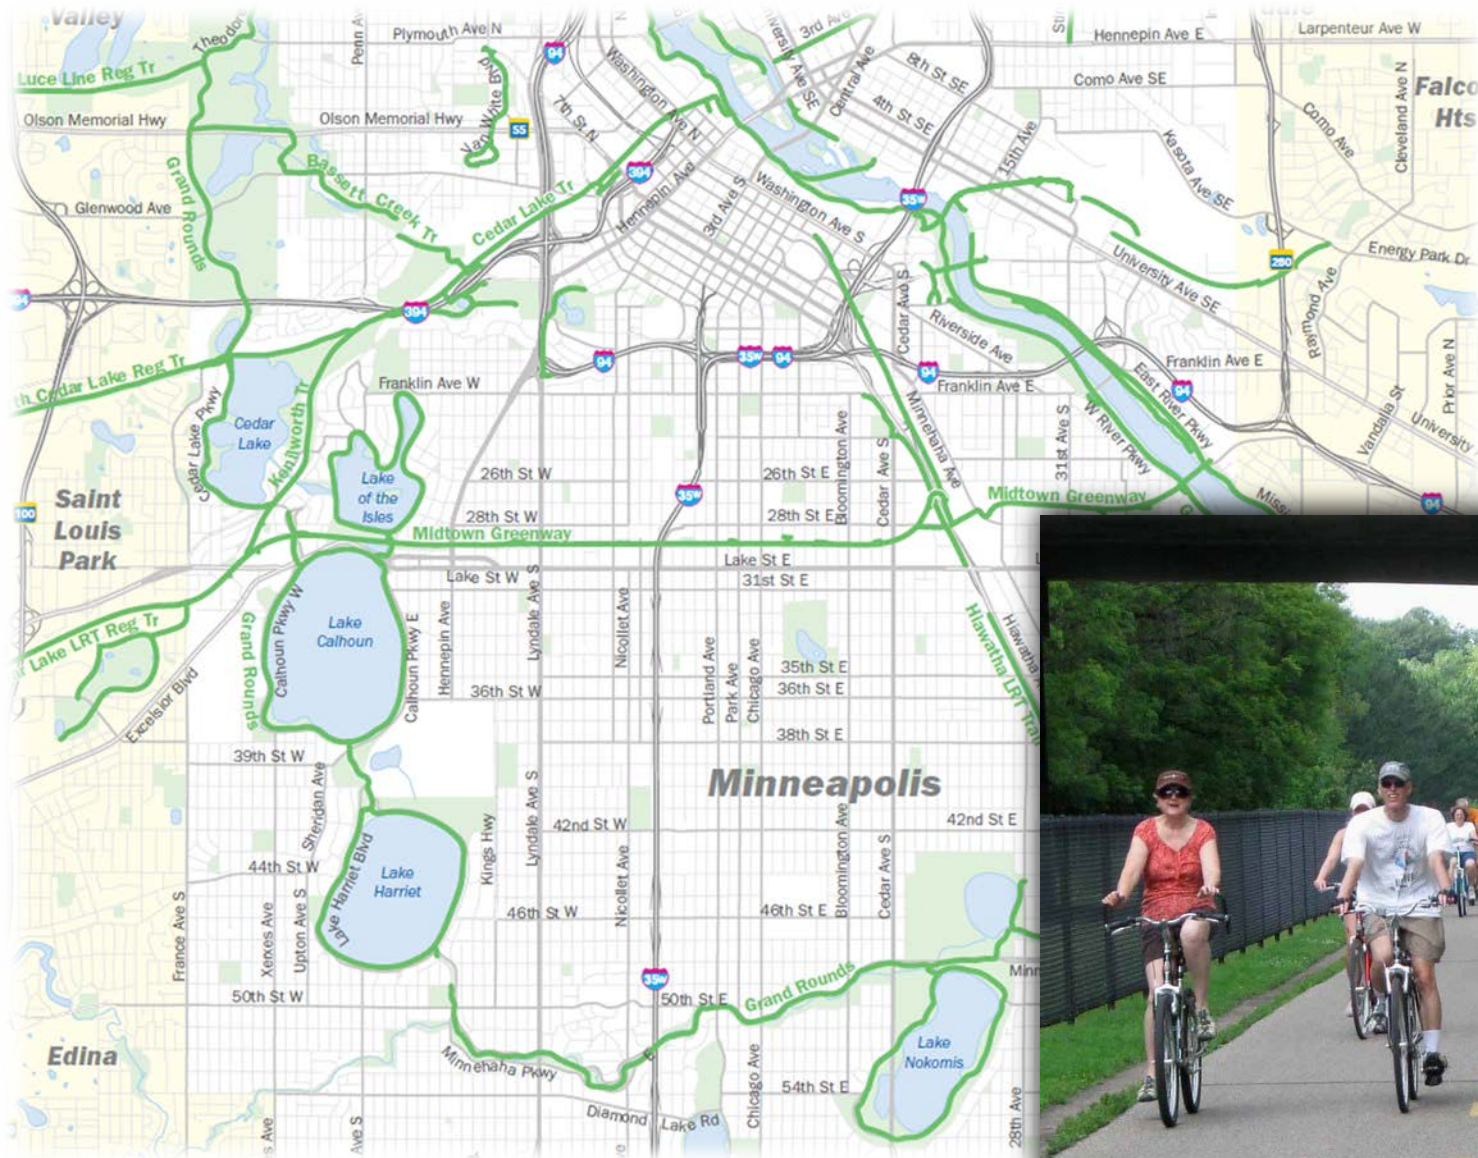 Valley
Theodore
Penn Av
Plymouth Ave N
94
Washington Ave N
University Ave SE
3rd Ave N
Central Ave
8th St SE
4th St SE
Hennepin Ave E
Larpenteur Ave W
Como Ave SE
Luce Line Reg Tr
Olson Memorial Hwy
Olson Memorial Hwy
Van White Blvd
55
7th St N
15th Ave
Kasota Ave SE
Como Ave
Cleveland Ave N
Falco
Hts
Grand Rounds
Bassett Creek Tr
Cedar Lake Tr
394
Hennepin Ave
3rd Ave S
Washington Ave S
35W
Glenwood Ave
University Ave SE
280
Energy Park Dr
Raymond Ave
94
394
Cedar Ave S
Riverside Ave
94
35W
94
94
Franklin Ave E
Franklin Ave E
94
Prior Ave N
th Cedar Lake Reg Tr
Franklin Ave W
Cedar Lake Pkwy
Cedar
Lake
Kenilworth Tr
Minnehaha Ave
31st Ave S
W River Pkwy
East River Pkwy
Vandalia St
University
Lake
of the
Isles
26th St W
26th St E
Bloomington Ave
Cedar Ave S
Saint
Louis
Park
100
28th St W
35W
28th St E
Midtown Greenway
Missi
G
94
Midtown Greenway
Lake St W
Lake St E
31st St E
ar Lake LRT Reg Tr
Excelsior Blvd
Grand Rounds
Calhoun Pkwy W
Lake
Calhoun
Calhoun Pkwy E
Hennepin Ave
Lyndale Ave S
Nicollet Ave
Portland Ave
Park Ave
Chicago Ave
35th St E
36th St E
36th St W
38th St E
Hiawatha LRT Trail
Hiawatha A
39th St W
Sheridan Ave
Minneapolis
Lyndale Ave S
Kings Hwy
42nd St W
42nd St E
44th St W
Lake Harriet Blvd
Lake
Harriet
Nicollet Ave
Bloomington Ave
Cedar Ave S
France Ave S
Xerxes Ave
Upton Ave S
46th St W
46th St E
35W
50th St W
50th St E
Grand Rounds
Minn
Edina
Minnehaha Pkwy
E
Lake
Nokomis
54th St E
Chicago Ave
Diamond Lake Rd
28th Ave
es Ave
Ave S
ve